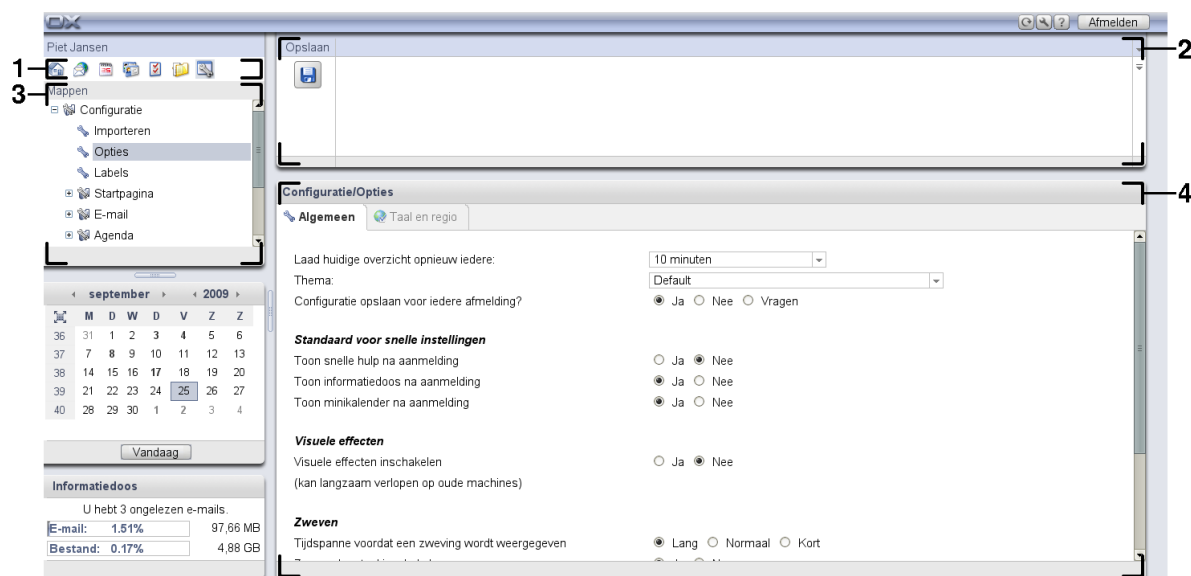 OX
Afmelden
Piet Jansen
Opslaan
1
2
3
Mappen
Configuratie
Importeren
Opties
Labels
Startpagina
E-mail
Agenda
Configuratie/Opties
4
Algemeen
Taal en regio
Laad huidige overzicht opnieuw iedere: 10 minuten
Thema: Default
Configuratie opslaan voor iedere afmelding? Ja Nee Vragen
Standaard voor snelle instellingen
Toon snelle hulp na aanmelding Ja Nee
Toon informatiedoos na aanmelding Ja Nee
Toon minikalender na aanmelding Ja Nee
Visuele effecten
Visuele effecten inschakelen Ja Nee
(kan langzaam verlopen op oude machines)
Zweven
Tijdspanne voordat een zweving wordt weergegeven Lang Normaal Kort
september 2009
M D W D V Z Z
36 31 1 2 3 4 5 6
37 7 8 9 10 11 12 13
38 14 15 16 17 18 19 20
39 21 22 23 24 25 26 27
40 28 29 30 1 2 3 4
Vandaag
Informatiedoos
U hebt 3 ongelezen e-mails.
E-mail: 1.51% 97,66 MB
Bestand: 0.17% 4,88 GB